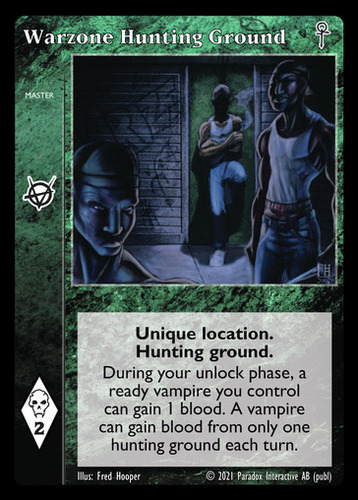 Warzone Hunting Ground
MASTER
Unique location.
Hunting ground.
During your unlock phase, a
ready vampire you control
can gain 1 blood. A vampire
can gain blood from only one
hunting ground each turn.
2
Illus: Fred Hooper © 2021 Paradox Interactive AB (publ)